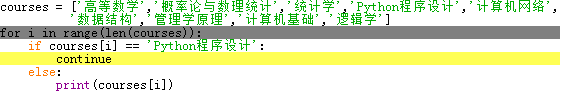 courses = ['高等数学','概率论与数理统计','统计学','Python程序设计','计算机网络',
'数据结构','管理学原理','计算机基础','逻辑学']
for i in range(len(courses)):
if courses[i] == 'Python程序设计':
continue
else:
print(courses[i])